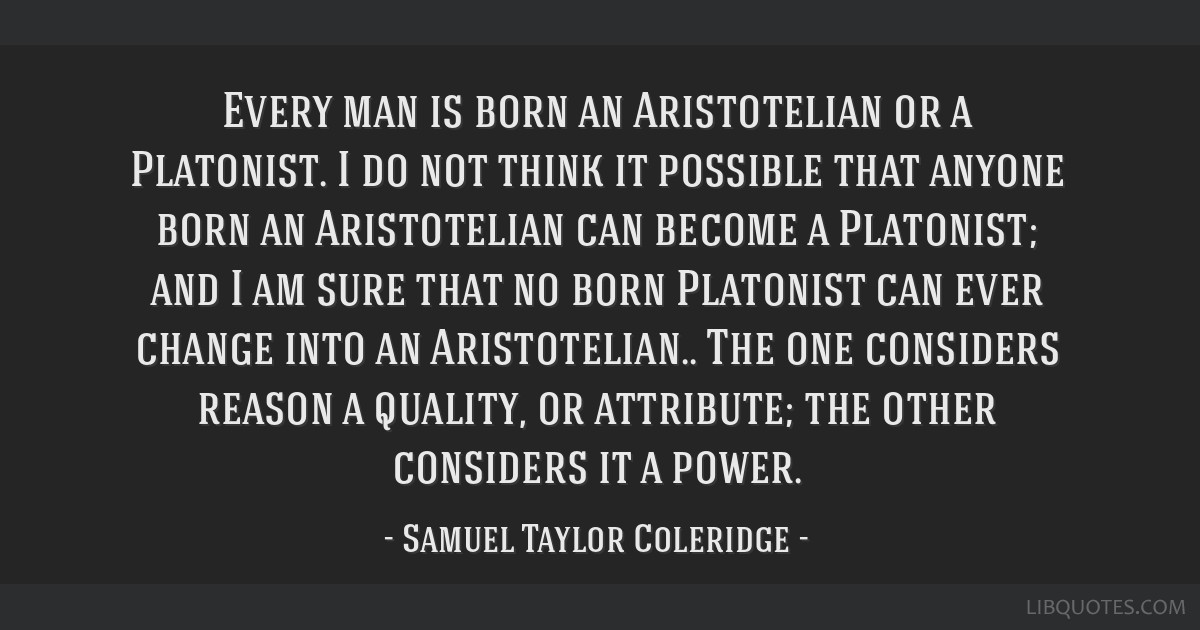 Every man is born an Aristotelian or a
Platonist. I do not think it possible that anyone
born an Aristotelian can become a Platonist;
and I am sure that no born Platonist can ever
change into an Aristotelian.. The one considers
reason a quality, or attribute; the other
considers it a power.
- Samuel Taylor Coleridge -
LIBQUOTES.COM